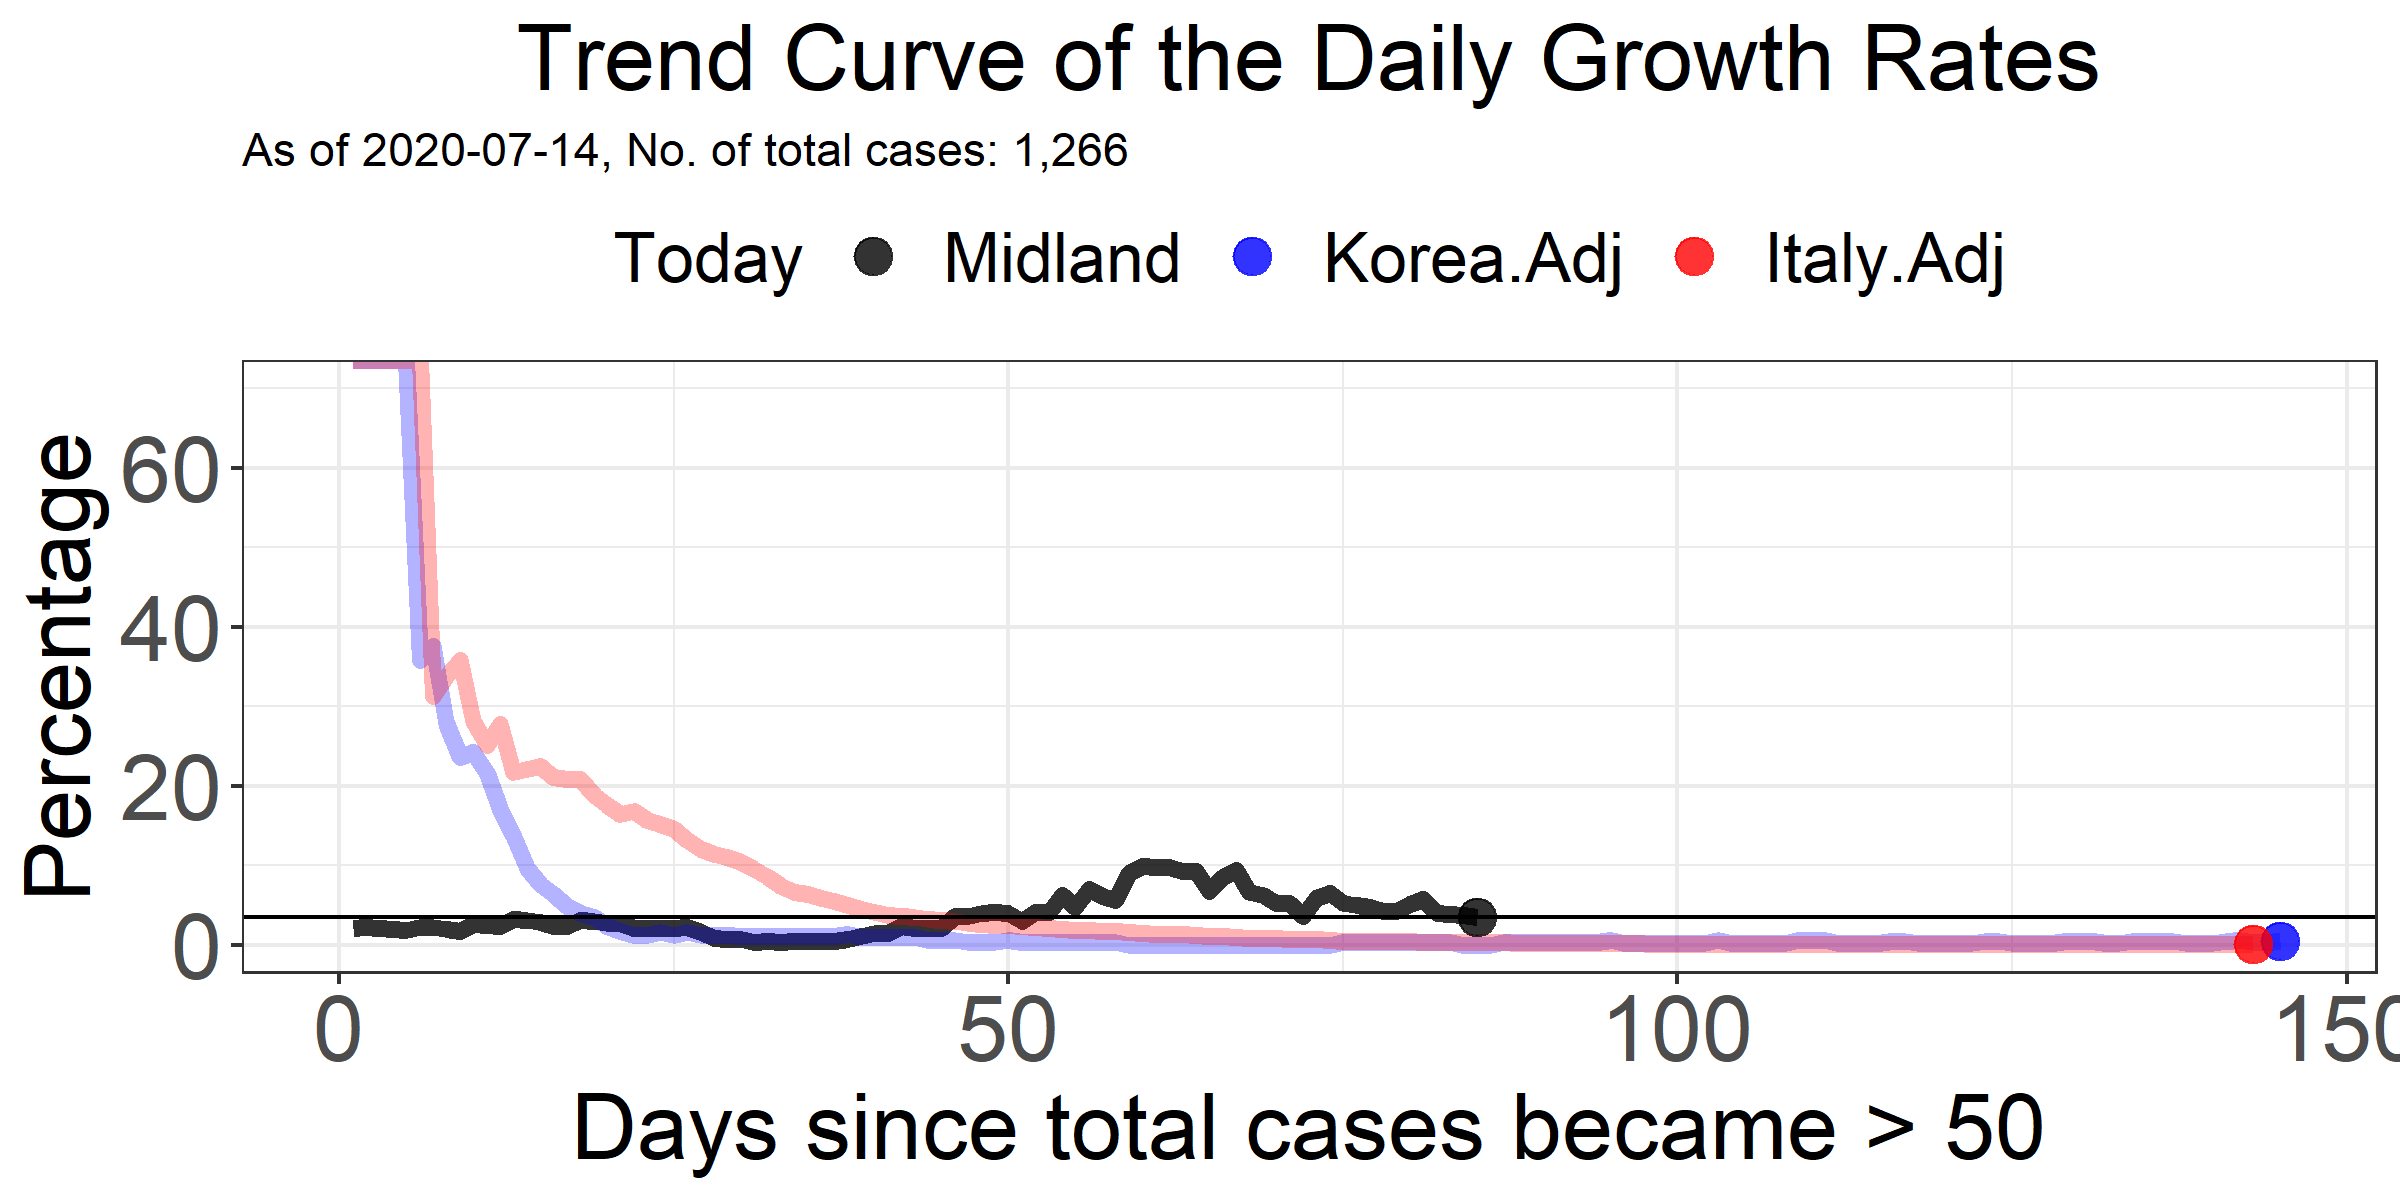 Trend Curve of the Daily Growth Rates
As of 2020-07-14, No. of total cases: 1,266
Today Midland Korea.Adj Italy.Adj
Percentage
60
40
20
0
0 50 100 150
Days since total cases became > 50